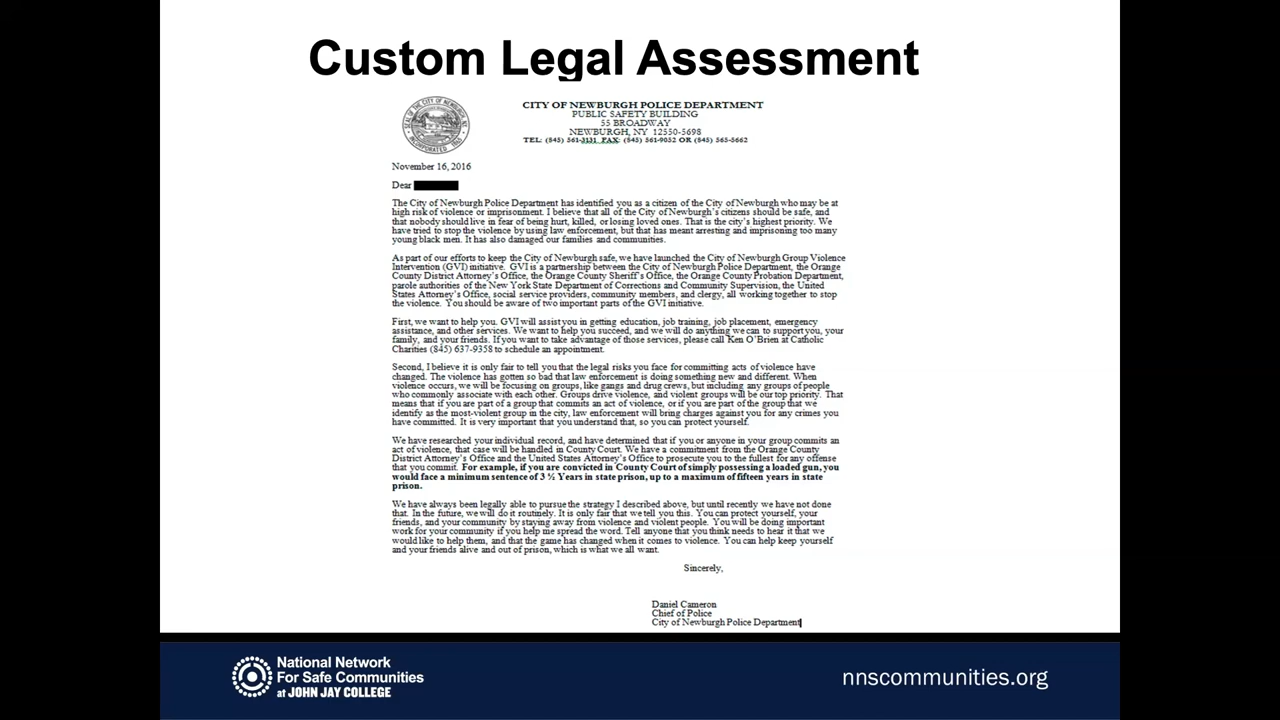 Custom Legal Assessment
CITY OF NEWBURGH POLICE DEPARTMENT
PUBLIC SAFETY BUILDING
55 BROADWAY
NEWBURGH, NY 12550-5698
TEL: (845) 561-3131 FAX: (845) 561-9052 OR (845) 565-5662
November 16, 2016
Dear
The City of Newburgh Police Department has identified you as a citizen of the City of Newburgh who may be at
high risk of violence or imprisonment. I believe that all of the City of Newburgh's citizens should be safe, and
that nobody should live in fear of being hurt, killed, or losing loved ones. That is the city's highest priority. We
have tried to stop the violence by using law enforcement, but that has meant arresting and imprisoning too many
young black men. It has also damaged our families and communities.
As part of our efforts to keep the City of Newburgh safe, we have launched the City of Newburgh Group Violence
Intervention (GVI) initiative. GVI is a partnership between the City of Newburgh Police Department, the Orange
County District Attorney's Office, the Orange County Sheriff's Office, the Orange County Probation Department,
parole authorities of the New York State Department of Corrections and Community Supervision, the United
States Attorney's Office, social service providers, community members, and clergy, all working together to stop
the violence. You should be aware of two important parts of the GVI initiative.
First, we want to help you. GVI will assist you in getting education, job training, job placement, emergency
assistance, and other services. We want to help you succeed, and we will do anything we can to support you, your
family, and your friends. If you want to take advantage of those services, please call Ken O'Brien at Catholic
Charities (845) 637-9358 to schedule an appointment.
Second, I believe it is only fair to tell you that the legal risks you face for committing acts of violence have
changed. The violence has gotten so bad that law enforcement is doing something new and different. When
violence occurs, we will be focusing on groups, like gangs and drug crews, but including any groups of people
who commonly associate with each other. Groups drive violence, and violent groups will be our top priority. That
means that if you are part of a group that commits an act of violence, or if you are part of the group that we
identify as the most-violent group in the city, law enforcement will bring charges against you for any crimes you
have committed. It is very important that you understand that, so you can protect yourself.
We have researched your individual record, and have determined that if you or anyone in your group commits an
act of violence, that case will be handled in County Court. We have a commitment from the Orange County
District Attorney's Office and the United States Attorney's Office to prosecute you to the fullest for any offense
that you commit. For example, if you are convicted in County Court of simply possessing a loaded gun, you
would face a minimum sentence of 3 ½ Years in state prison, up to a maximum of fifteen years in state
prison.
We have always been legally able to pursue the strategy I described above, but until recently we have not done
that. In the future, we will do it routinely. It is only fair that we tell you this. You can protect yourself, your
friends, and your community by staying away from violence and violent people. You will be doing important
work for your community if you help me spread the word. Tell anyone that you think needs to hear it that we
would like to help them, and that the game has changed when it comes to violence. You can help keep yourself
and your friends alive and out of prison, which is what we all want.
Sincerely,
Daniel Cameron
Chief of Police
City of Newburgh Police Department
National Network
For Safe Communities
at JOHN JAY COLLEGE
nnscommunities.org